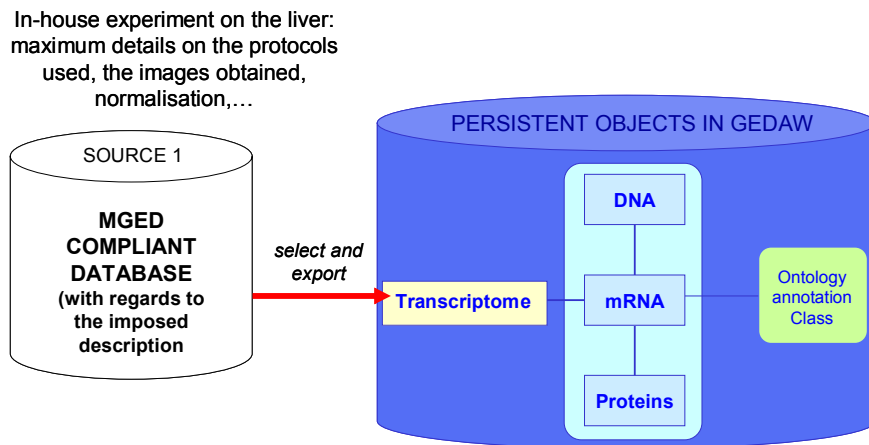 In-house experiment on the liver:
maximum details on the protocols
used, the images obtained,
normalisation,…
SOURCE 1
MGED
COMPLIANT
DATABASE
(with regards to
the imposed
description
select and
export
PERSISTENT OBJECTS IN GEDAW
DNA
Transcriptome
mRNA
Proteins
Ontology
annotation
Class